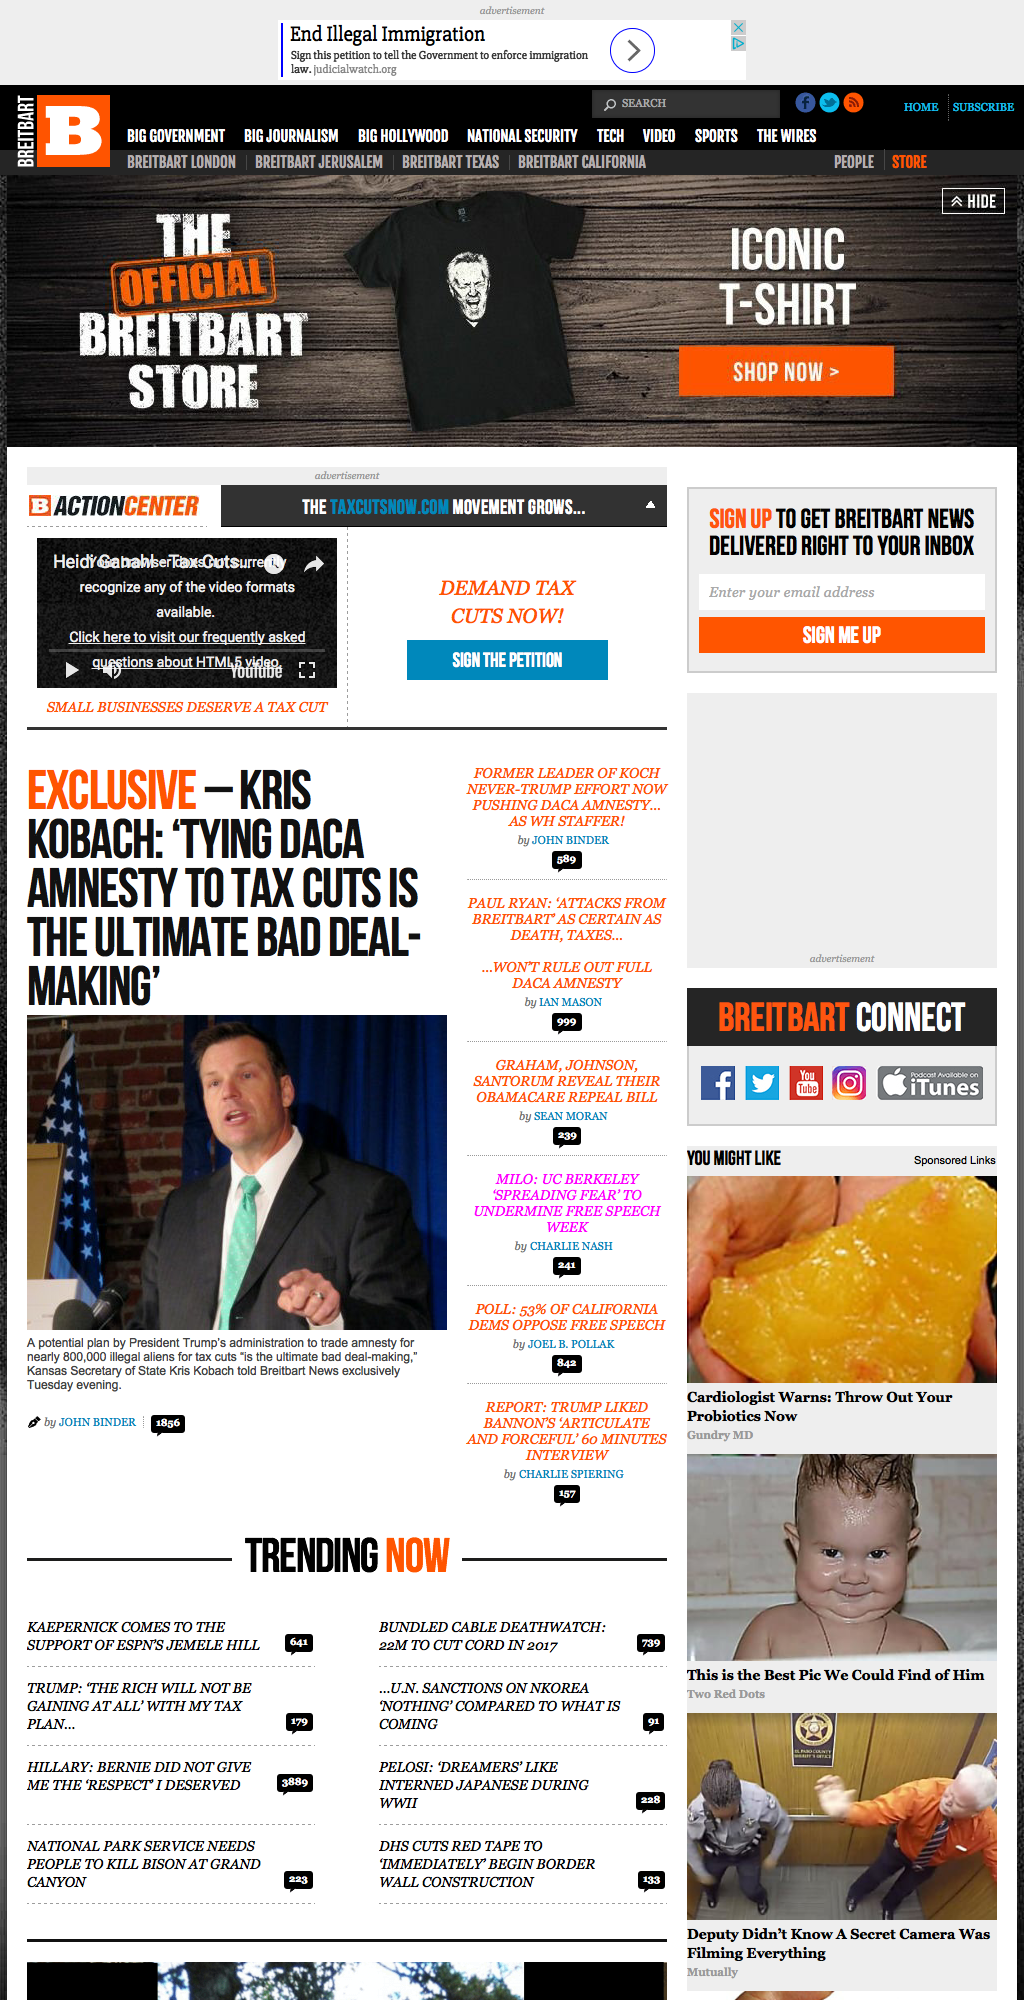 advertisement
End Illegal Immigration
Sign this petition to tell the Government to enforce immigration
law. judicialwatch.org
BREITBART
B
SEARCH
HOME
SUBSCRIBE
BIG GOVERNMENT BIG JOURNALISM BIG HOLLYWOOD NATIONAL SECURITY TECH VIDEO SPORTS THE WIRES
BREITBART LONDON BREITBART JERUSALEM BREITBART TEXAS BREITBART CALIFORNIA PEOPLE STORE
HIDE
THE
OFFICIAL
BREITBART
STORE
ICONIC
T-SHIRT
SHOP NOW >
advertisement
B ACTIONCENTER
THE TAXCUTSNOW.COM MOVEMENT GROWS...
recognize any of the video formats
available.
Click here to visit our frequently asked
questions about HTML5 video.
YouTube
SMALL BUSINESSES DESERVE A TAX CUT
DEMAND TAX
CUTS NOW!
SIGN THE PETITION
EXCLUSIVE — KRIS
KOBACH: ‘TYING DACA
AMNESTY TO TAX CUTS IS
THE ULTIMATE BAD DEAL-
MAKING’
A potential plan by President Trump’s administration to trade amnesty for
nearly 800,000 illegal aliens for tax cuts “is the ultimate bad deal-making,”
Kansas Secretary of State Kris Kobach told Breitbart News exclusively
Tuesday evening.
by JOHN BINDER 1856
FORMER LEADER OF KOCH
NEVER-TRUMP EFFORT NOW
PUSHING DACA AMNESTY...
AS WH STAFFER!
by JOHN BINDER
589
PAUL RYAN: ‘ATTACKS FROM
BREITBART’ AS CERTAIN AS
DEATH, TAXES...
...WON’T RULE OUT FULL
DACA AMNESTY
by IAN MASON
999
GRAHAM, JOHNSON,
SANTORUM REVEAL THEIR
OBAMACARE REPEAL BILL
by SEAN MORAN
239
MILO: UC BERKELEY
‘SPREADING FEAR’ TO
UNDERMINE FREE SPEECH
WEEK
by CHARLIE NASH
241
POLL: 53% OF CALIFORNIA
DEMS OPPOSE FREE SPEECH
by JOEL B. POLLAK
842
REPORT: TRUMP LIKED
BANNON’S ‘ARTICULATE
AND FORCEFUL’ 60 MINUTES
INTERVIEW
by CHARLIE SPIERING
157
TRENDING NOW
KAEPERNICK COMES TO THE
SUPPORT OF ESPN’S JEMELE HILL 641
TRUMP: ‘THE RICH WILL NOT BE
GAINING AT ALL’ WITH MY TAX
PLAN... 179
HILLARY: BERNIE DID NOT GIVE
ME THE ‘RESPECT’ I DESERVED 3889
NATIONAL PARK SERVICE NEEDS
PEOPLE TO KILL BISON AT GRAND
CANYON 223
BUNDLED CABLE DEATHWATCH:
22M TO CUT CORD IN 2017 739
...U.N. SANCTIONS ON NKOREA
‘NOTHING’ COMPARED TO WHAT IS
COMING 91
PELOSI: ‘DREAMERS’ LIKE
INTERNED JAPANESE DURING
WWII 228
DHS CUTS RED TAPE TO
‘IMMEDIATELY’ BEGIN BORDER
WALL CONSTRUCTION 133
SIGN UP TO GET BREITBART NEWS
DELIVERED RIGHT TO YOUR INBOX
Enter your email address
SIGN ME UP
advertisement
BREITBART CONNECT
You
Tube
Podcast Available on
iTunes
YOU MIGHT LIKE
Sponsored Links
Cardiologist Warns: Throw Out Your
Probiotics Now
Gundry MD
This is the Best Pic We Could Find of Him
Two Red Dots
EL PASO COUNTY
SHERIFF'S OFFICE
Deputy Didn’t Know A Secret Camera Was
Filming Everything
Mutually